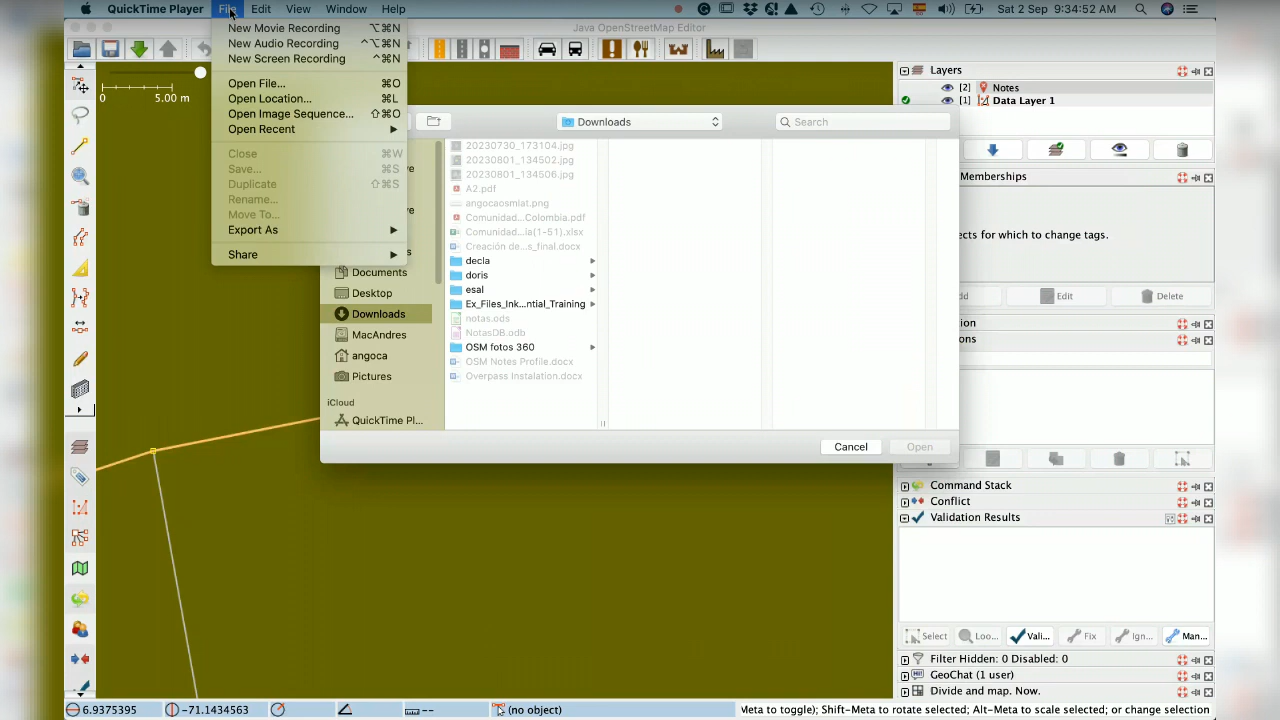 QuickTime Player File Edit View Window Help Sat 2 Sep 9:34:52 AM
Java OpenStreetMap Editor
New Movie Recording ⌥⌘N
New Audio Recording ^⌥⌘N
New Screen Recording ^⌘N
Open File... ⌘O
Open Location... ⌘L
Open Image Sequence... ⇧⌘O
Open Recent
Close ⌘W
Save... ⌘S
Duplicate ⇧⌘S
Rename...
Move To...
Export As
Share
0 5.00 m
Downloads
Search
Documents
Desktop
Downloads
MacAndres
angoca
Pictures
iCloud
QuickTime Pl...
20230730_173104.jpg
20230801_134502.jpg
20230801_134506.jpg
A2.pdf
angocaosmlat.png
Comunidad...Colombia.pdf
Comunidad...la(1-51).xlsx
Creación de...s_final.docx
decla
doris
esal
Ex_Files_Ink...ntial_Training
notas.ods
NotasDB.odb
OSM fotos 360
OSM Notes Profile.docx
Overpass Instalation.docx
Cancel Open
Layers
[2] Notes
[1] Data Layer 1
Memberships
ects for which to change tags.
dd Edit Delete
ion
ons
Command Stack
Conflict
Validation Results
Select Loo... Vali... Fix Ign... Man...
Filter Hidden: 0 Disabled: 0
GeoChat (1 user)
Divide and map. Now.
6.9375395 -71.1434563 -- (no object) Meta to toggle); Shift-Meta to rotate selected; Alt-Meta to scale selected; or change selection